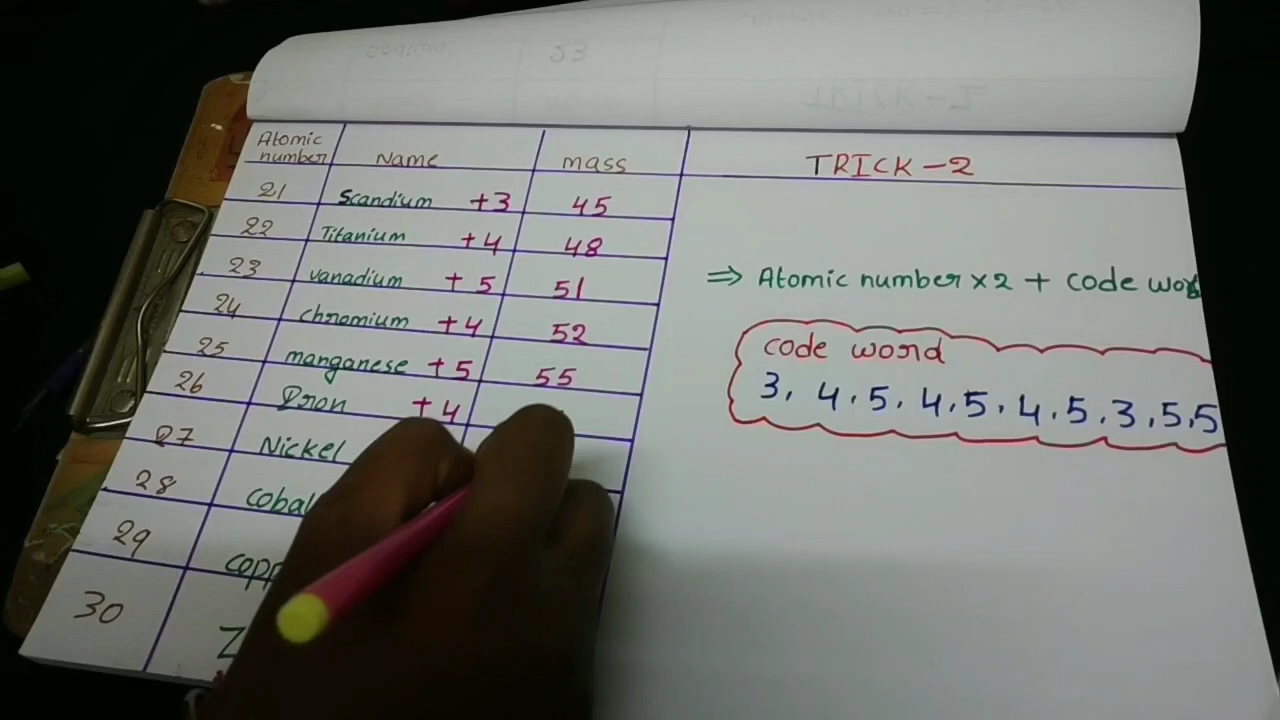 Atomic number Name mass
21 Scandium +3 45
22 Titanium +4 48
23 vanadium +5 51
24 chromium +4 52
25 manganese +5 55
26 Iron +4
27 Nickel
28
29
30
TRICK-2
⇒ Atomic number x2 + code
code word
3, 4, 5, 4, 5, 4, 5, 3, 5, 5